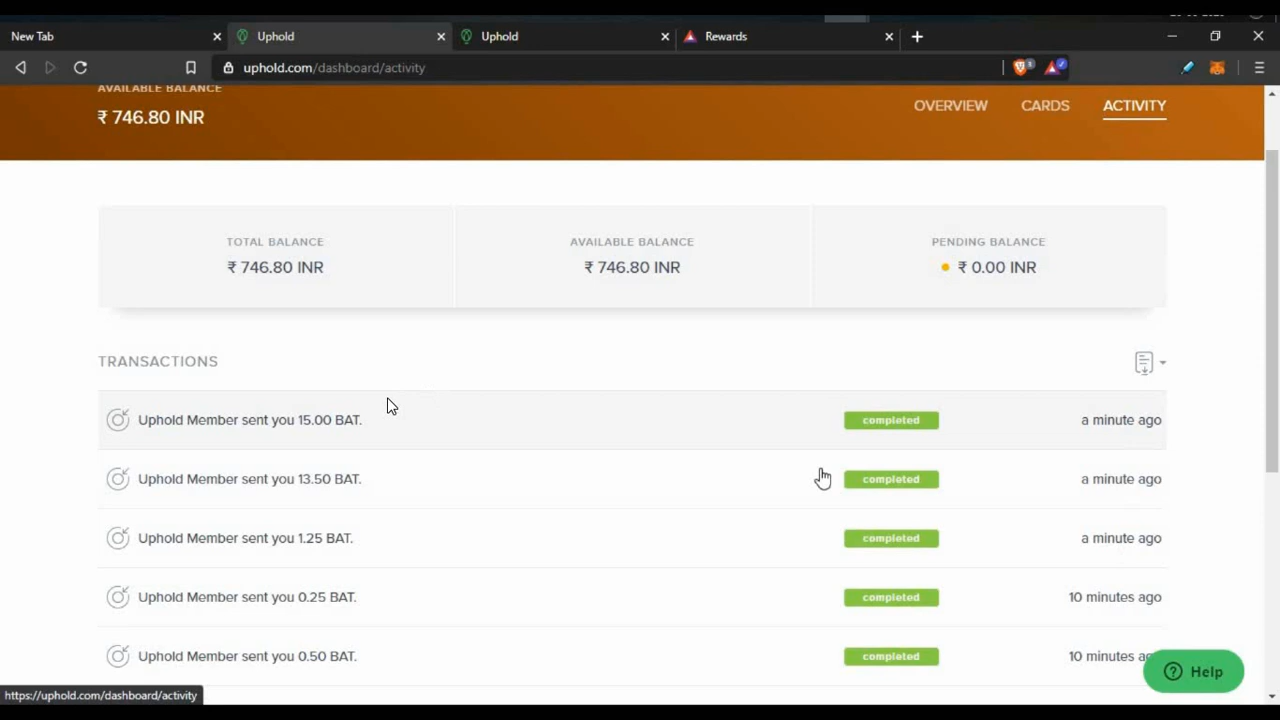 New Tab
Uphold
Uphold
Rewards
uphold.com/dashboard/activity
AVAILABLE BALANCE
₹ 746.80 INR
OVERVIEW
CARDS
ACTIVITY
TOTAL BALANCE
₹ 746.80 INR
AVAILABLE BALANCE
₹ 746.80 INR
PENDING BALANCE
₹ 0.00 INR
TRANSACTIONS
Uphold Member sent you 15.00 BAT. completed a minute ago
Uphold Member sent you 13.50 BAT. completed a minute ago
Uphold Member sent you 1.25 BAT. completed a minute ago
Uphold Member sent you 0.25 BAT. completed 10 minutes ago
Uphold Member sent you 0.50 BAT. completed 10 minutes
Help
https://uphold.com/dashboard/activity